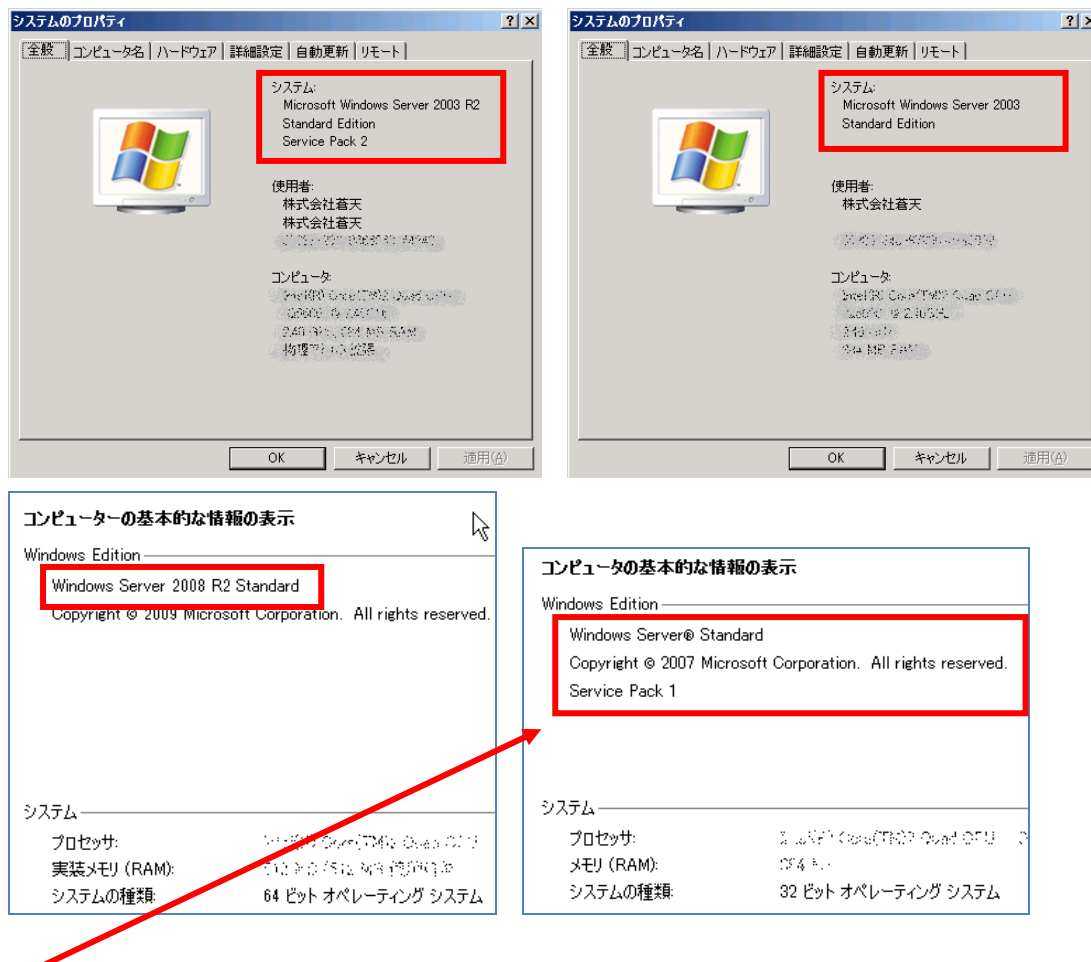 システムのプロパティ
全般 コンピュータ名 ハードウェア 詳細設定 自動更新 リモート
システム:
Microsoft Windows Server 2003 R2
Standard Edition
Service Pack 2
使用者:
株式会社蒼天
株式会社蒼天
コンピュータ:
OK キャンセル 適用(A)
システムのプロパティ
全般 コンピュータ名 ハードウェア 詳細設定 自動更新 リモート
システム:
Microsoft Windows Server 2003
Standard Edition
使用者:
株式会社蒼天
コンピュータ:
OK キャンセル 適用(A)
コンピューターの基本的な情報の表示
Windows Edition
Windows Server 2008 R2 Standard
Copyright © 2009 Microsoft Corporation. All rights reserved.
システム
プロセッサ:
実装メモリ (RAM):
システムの種類: 64 ビット オペレーティング システム
コンピュータの基本的な情報の表示
Windows Edition
Windows Server® Standard
Copyright © 2007 Microsoft Corporation. All rights reserved.
Service Pack 1
システム
プロセッサ:
メモリ (RAM):
システムの種類: 32 ビット オペレーティング システム